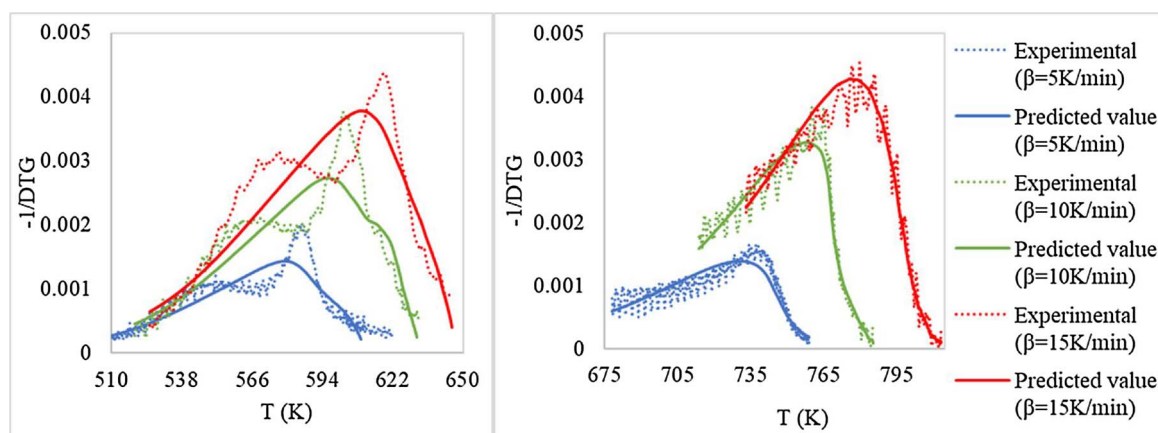 0.005
0.004
0.003
0.002
0.001
0
-1/DTG
510 538 566 594 622 650
T (K)
0.005
0.004
0.003
0.002
0.001
0
-1/DTG
675 705 735 765 795
T (K)
Experimental
(β=5K/min)
Predicted value
(β=5K/min)
Experimental
(β=10K/min)
Predicted value
(β=10K/min)
Experimental
(β=15K/min)
Predicted value
(β=15K/min)